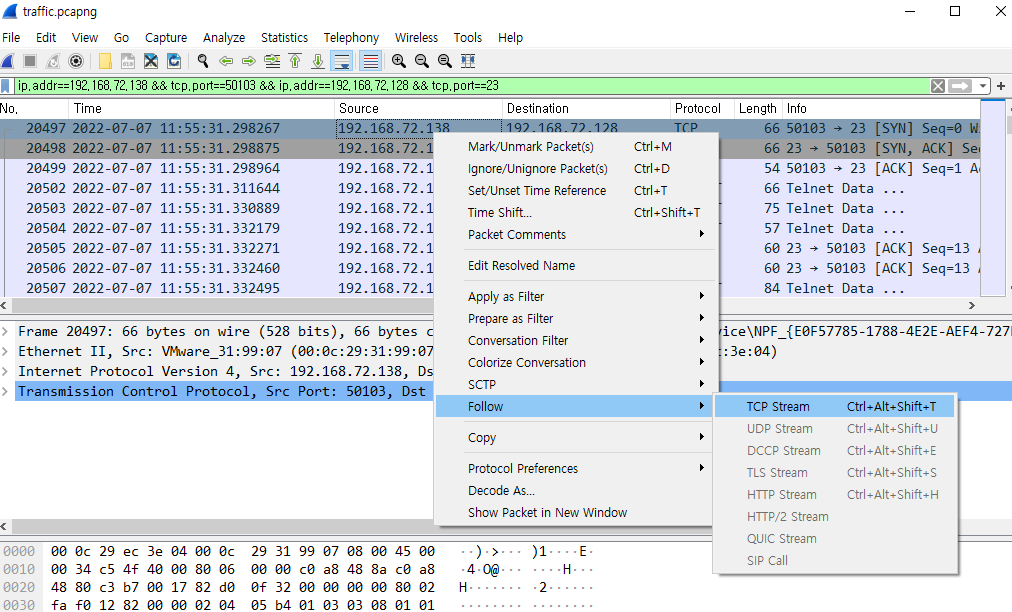 traffic.pcapng
File Edit View Go Capture Analyze Statistics Telephony Wireless Tools Help
ip,addr==192,168,72,138 && tcp,port==50103 && ip,addr==192,168,72,128 && tcp,port==23
No. Time Source Destination Protocol Length Info
20497 2022-07-07 11:55:31.298267 192.168.72.138 192.168.72.128 TCP 66 50103 → 23 [SYN] Seq=0 W
20498 2022-07-07 11:55:31.298875 192.168.72.1 66 23 → 50103 [SYN, ACK] Se
20499 2022-07-07 11:55:31.298964 192.168.72.1 54 50103 → 23 [ACK] Seq=1 A
20502 2022-07-07 11:55:31.311644 192.168.72.1 66 Telnet Data ...
20503 2022-07-07 11:55:31.330889 192.168.72.1 75 Telnet Data ...
20504 2022-07-07 11:55:31.332179 192.168.72.1 57 Telnet Data ...
20505 2022-07-07 11:55:31.332271 192.168.72.1 60 23 → 50103 [ACK] Seq=13 A
20506 2022-07-07 11:55:31.332460 192.168.72.1 60 23 → 50103 [ACK] Seq=13 A
20507 2022-07-07 11:55:31.332495 192.168.72.1 84 Telnet Data ...
Mark/Unmark Packet(s) Ctrl+M
Ignore/Unignore Packet(s) Ctrl+D
Set/Unset Time Reference Ctrl+T
Time Shift... Ctrl+Shift+T
Packet Comments
Edit Resolved Name
Apply as Filter
Prepare as Filter
Conversation Filter
Colorize Conversation
SCTP
Follow
Copy
Protocol Preferences
Decode As...
Show Packet in New Window
TCP Stream Ctrl+Alt+Shift+T
UDP Stream Ctrl+Alt+Shift+U
DCCP Stream Ctrl+Alt+Shift+E
TLS Stream Ctrl+Alt+Shift+S
HTTP Stream Ctrl+Alt+Shift+H
HTTP/2 Stream
QUIC Stream
SIP Call
Frame 20497: 66 bytes on wire (528 bits), 66 bytes c vice\NPF_{E0F57785-1788-4E2E-AEF4-727
Ethernet II, Src: VMware_31:99:07 (00:0c:29:31:99:07 c:3e:04)
Internet Protocol Version 4, Src: 192.168.72.138, Ds
Transmission Control Protocol, Src Port: 50103, Dst
0000 00 0c 29 ec 3e 04 00 0c 29 31 99 07 08 00 45 00 ··)·>··· )1····E·
0010 00 34 c5 4f 40 00 80 06 00 00 c0 a8 48 8a c0 a8 ·4·O@··· ····H···
0020 48 80 c3 b7 00 17 82 d0 0f 32 00 00 00 00 80 02 H······· ·2······
0030 fa f0 12 82 00 00 02 04 05 b4 01 03 03 08 01 01 ········ ········